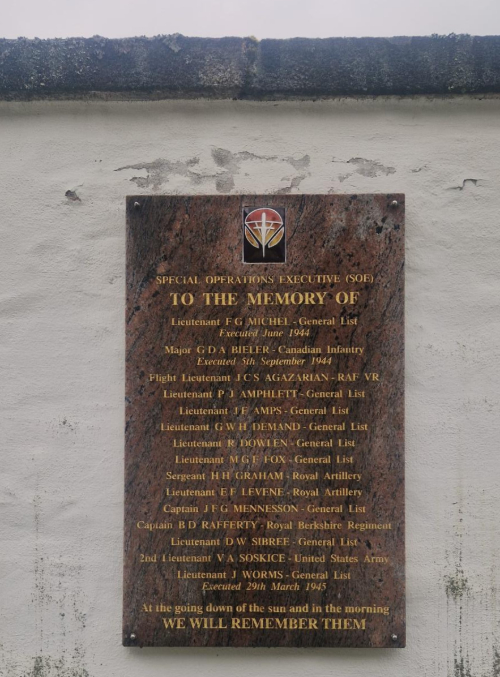 SPECIAL OPERATIONS EXECUTIVE (SOE)
TO THE MEMORY OF
Lieutenant F G MICHEL - General List
Executed June 1944
Major G D A BIELER - Canadian Infantry
Executed 5th September 1944
Flight Lieutenant J C S AGAZARIAN - RAF VR
Lieutenant P J AMPHLETT - General List
Lieutenant J F AMPS - General List
Lieutenant G W H DEMAND - General List
Lieutenant R DOWLEN - General List
Lieutenant M G T FOX - General List
Sergeant H H GRAHAM - Royal Artillery
Lieutenant E F LEVENE - Royal Artillery
Captain J F G MENNESSON - General List
Captain B D RAFFERTY - Royal Berkshire Regiment
Lieutenant D W SIBREE - General List
2nd Lieutenant V A SOSKICE - United States Army
Lieutenant J WORMS - General List
Executed 29th March 1945
At the going down of the sun and in the morning
WE WILL REMEMBER THEM